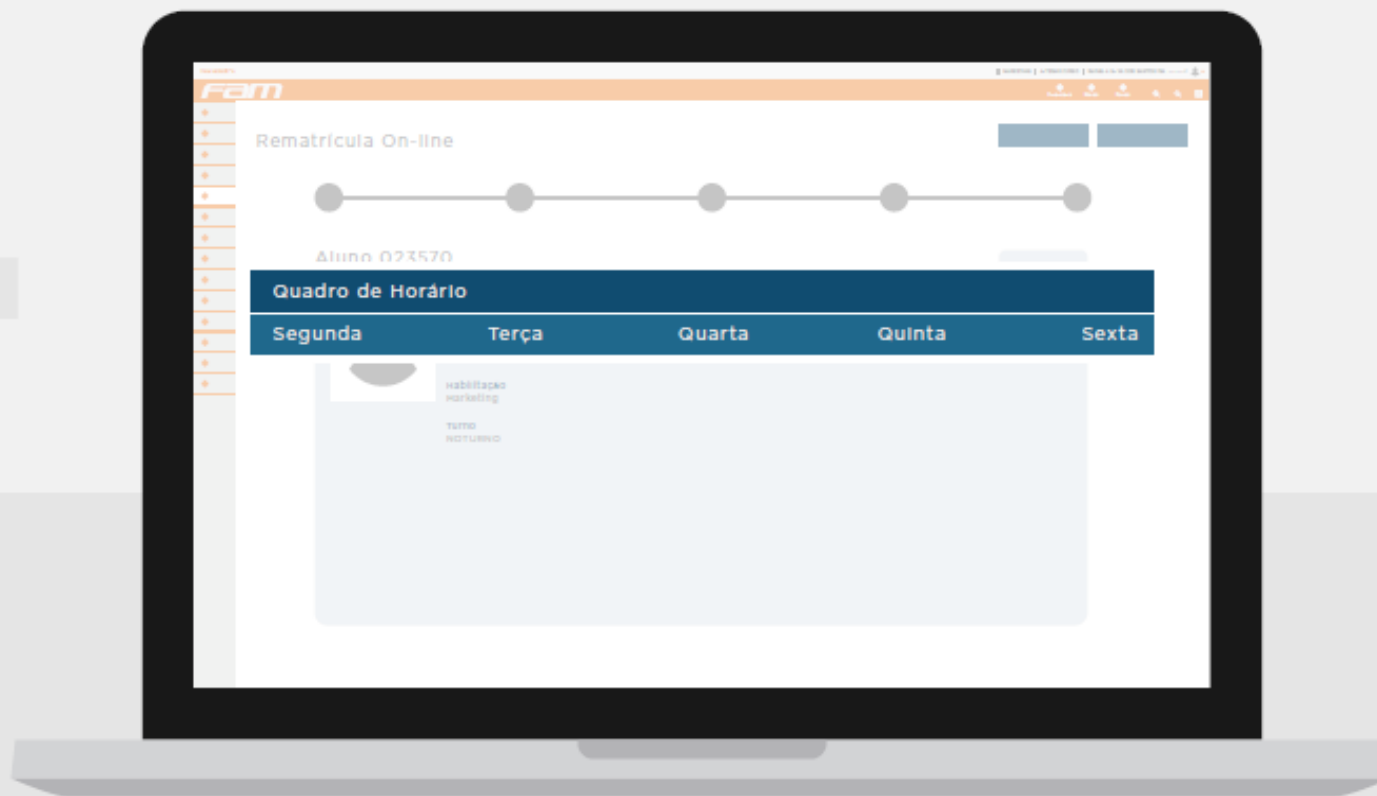 Fam
Rematrícula On-line
Aluno 023570
Quadro de Horário
Segunda Terça Quarta Quinta Sexta
Habilitação
Marketing
Turno
NOTURNO